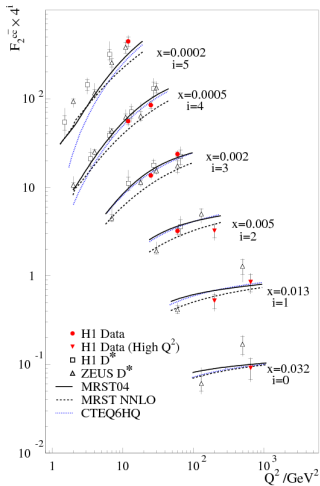 F₂^cc̄ × 4ⁱ
x=0.0002
i=5
10²
x=0.0005
i=4
x=0.002
i=3
10
x=0.005
i=2
1
x=0.013
i=1
H1 Data
H1 Data (High Q²)
H1 D*
ZEUS D*
10⁻¹
MRST04
x=0.032
MRST NNLO
i=0
CTEQ6HQ
10⁻²
1 10 10² 10³
Q² /GeV²